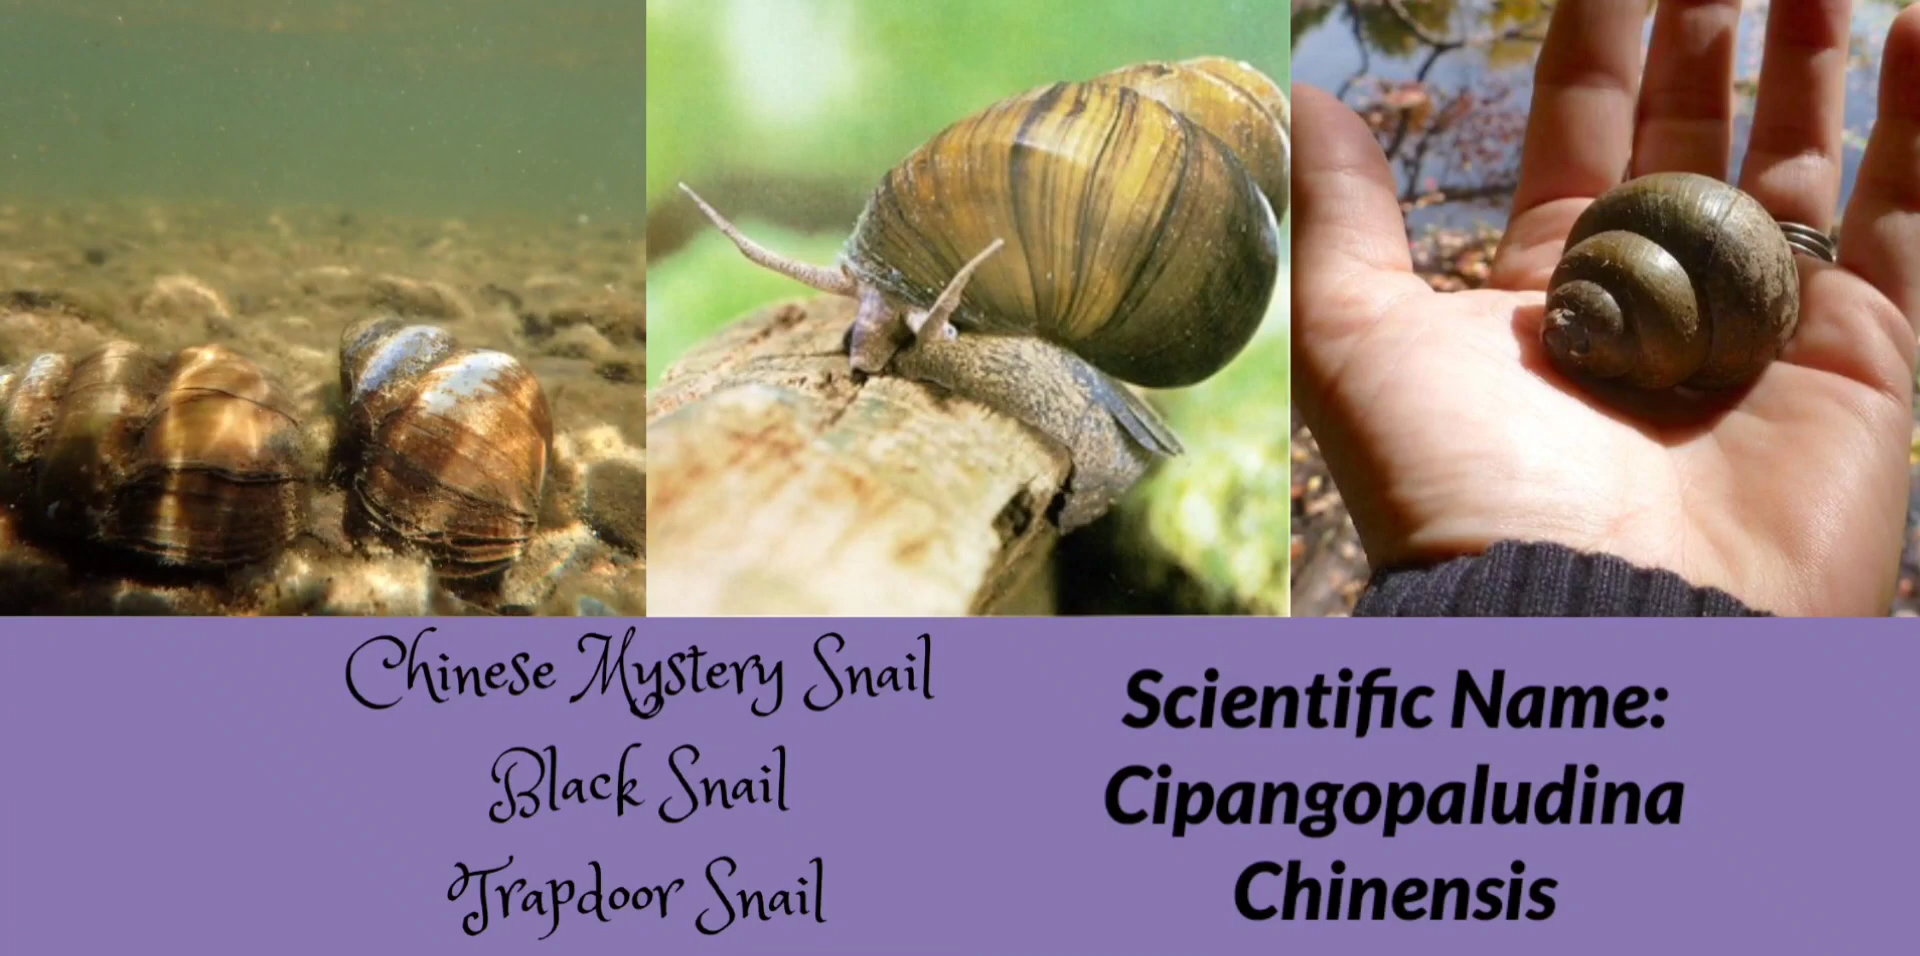 Chinese Mystery Snail
Black Snail
Trapdoor Snail
Scientific Name:
Cipangopaludina
Chinensis